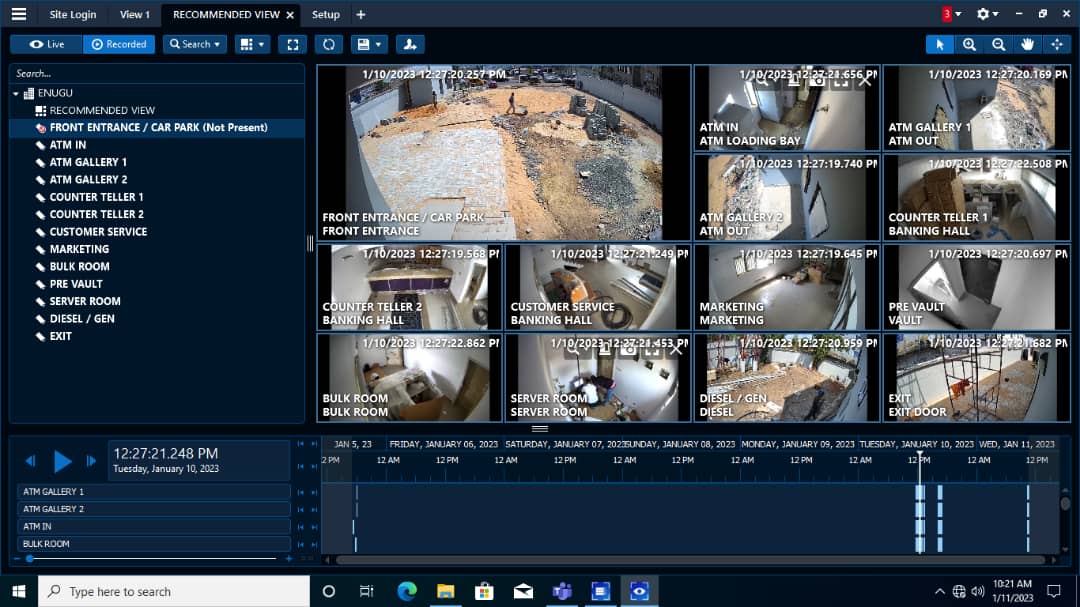 Site Login View 1 RECOMMENDED VIEW Setup 3
Live Recorded Search
Search...
ENUGU
RECOMMENDED VIEW
FRONT ENTRANCE / CAR PARK (Not Present)
ATM IN
ATM GALLERY 1
ATM GALLERY 2
COUNTER TELLER 1
COUNTER TELLER 2
CUSTOMER SERVICE
MARKETING
BULK ROOM
PRE VAULT
SERVER ROOM
DIESEL / GEN
EXIT
1/10/2023 12:27:20.257 PM
FRONT ENTRANCE / CAR PARK
FRONT ENTRANCE
1/10/2023 12:27:21.656 PM
ATM IN
ATM LOADING BAY
1/10/2023 12:27:20.169 PM
ATM GALLERY 1
ATM OUT
1/10/2023 12:27:19.740 PM
ATM GALLERY 2
ATM OUT
1/10/2023 12:27:22.508 PM
COUNTER TELLER 1
BANKING HALL
1/10/2023 12:27:19.568 PM
COUNTER TELLER 2
BANKING HALL
1/10/2023 12:27:21.249 PM
CUSTOMER SERVICE
BANKING HALL
1/10/2023 12:27:19.645 PM
MARKETING
MARKETING
1/10/2023 12:27:20.697 PM
PRE VAULT
VAULT
1/10/2023 12:27:22.862 PM
BULK ROOM
BULK ROOM
1/10/2023 12:27:21.453 PM
SERVER ROOM
SERVER ROOM
1/10/2023 12:27:20.959 PM
DIESEL / GEN
DIESEL
1/10/2023 12:27:21.682 PM
EXIT
EXIT DOOR
12:27:21.248 PM
Tuesday, January 10, 2023
JAN 5, 23 FRIDAY, JANUARY 06, 2023 SATURDAY, JANUARY 07, 2023 SUNDAY, JANUARY 08, 2023 MONDAY, JANUARY 09, 2023 TUESDAY, JANUARY 10, 2023 WED, JAN 11, 2023
2 PM 12 AM 12 PM 12 AM 12 PM 12 AM 12 PM 12 AM 12 PM 12 AM 12 PM 12 AM 12 PM
ATM GALLERY 1
ATM GALLERY 2
ATM IN
BULK ROOM
Type here to search
10:21 AM
1/11/2023